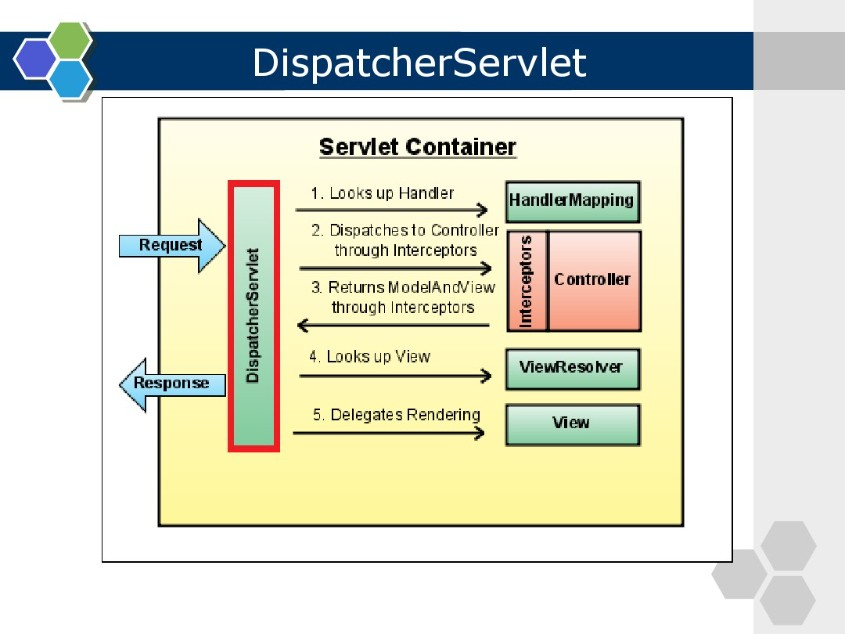 DispatcherServlet
Servlet Container
1. Looks up Handler
HandlerMapping
2. Dispatches to Controller
through Interceptors
Request
DispatcherServlet
Interceptors
Controller
3. Returns ModelAndView
through Interceptors
4. Looks up View
ViewResolver
Response
5. Delegates Rendering
View